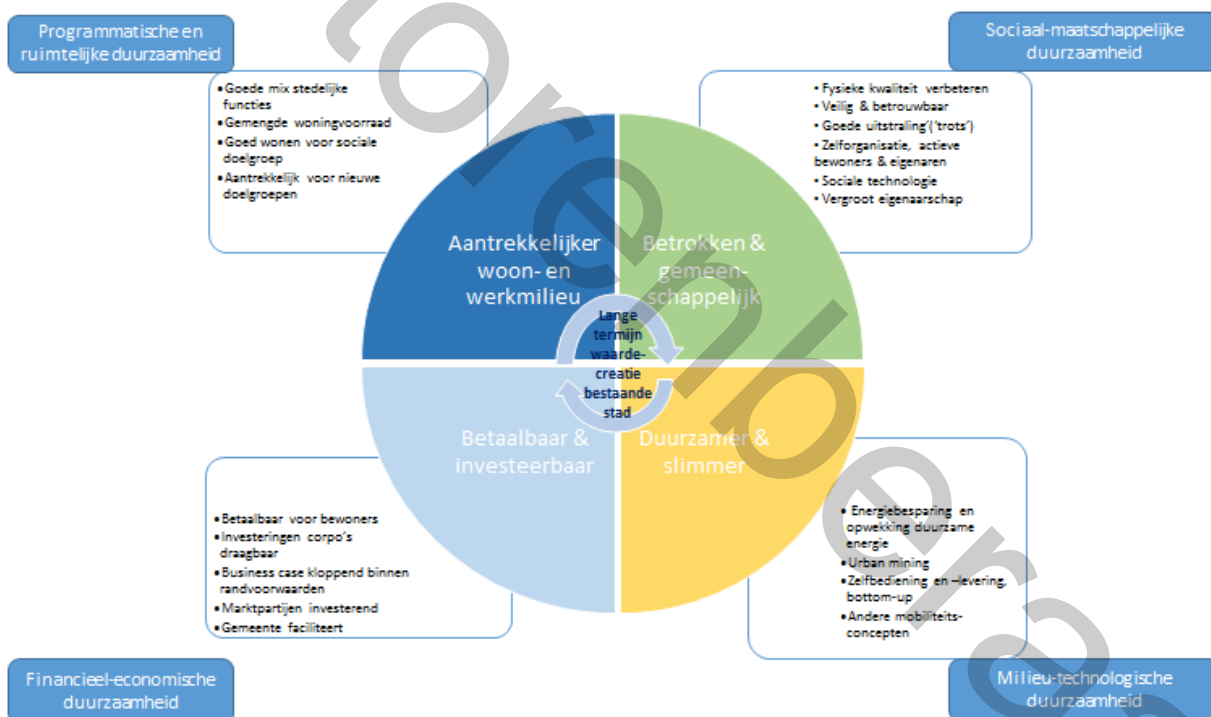 Programmatische en
ruimtelijke duurzaamheid
Sociaal-maatschappelijke
duurzaamheid
•Goede mix stedelijke
functies
•Gemengde woningvoorraad
•Goed wonen voor sociale
doelgroep
•Aantrekkelijk voor nieuwe
doelgroepen
• Fysieke kwaliteit verbeteren
• Veilig & betrouwbaar
• Goede uitstraling'('trots')
• Zelforganisatie, actieve
bewoners & eigenaren
• Sociale technologie
• Vergroot eigenaarschap
Aantrekkelijker
woon- en
werkmilieu
Betrokken &
gemeen-
schappelijk
Lange
termijn
waarde-
creatie
bestaande
stad
Betaalbaar &
investeerbaar
Duurzamer &
slimmer
•Betaalbaar voor bewoners
•Investeringen corpo's
draagbaar
•Business case kloppend binnen
randvoorwaarden
•Marktpartijen investerend
•Gemeente faciliteert
• Energiebesparing en
opwekking duurzame
energie
•Urban mining
•Zelfbediening en –levering,
bottom-up
•Andere mobiliteits-
concepten
Financieel-economische
duurzaamheid
Milieu-technologische
duurzaamheid